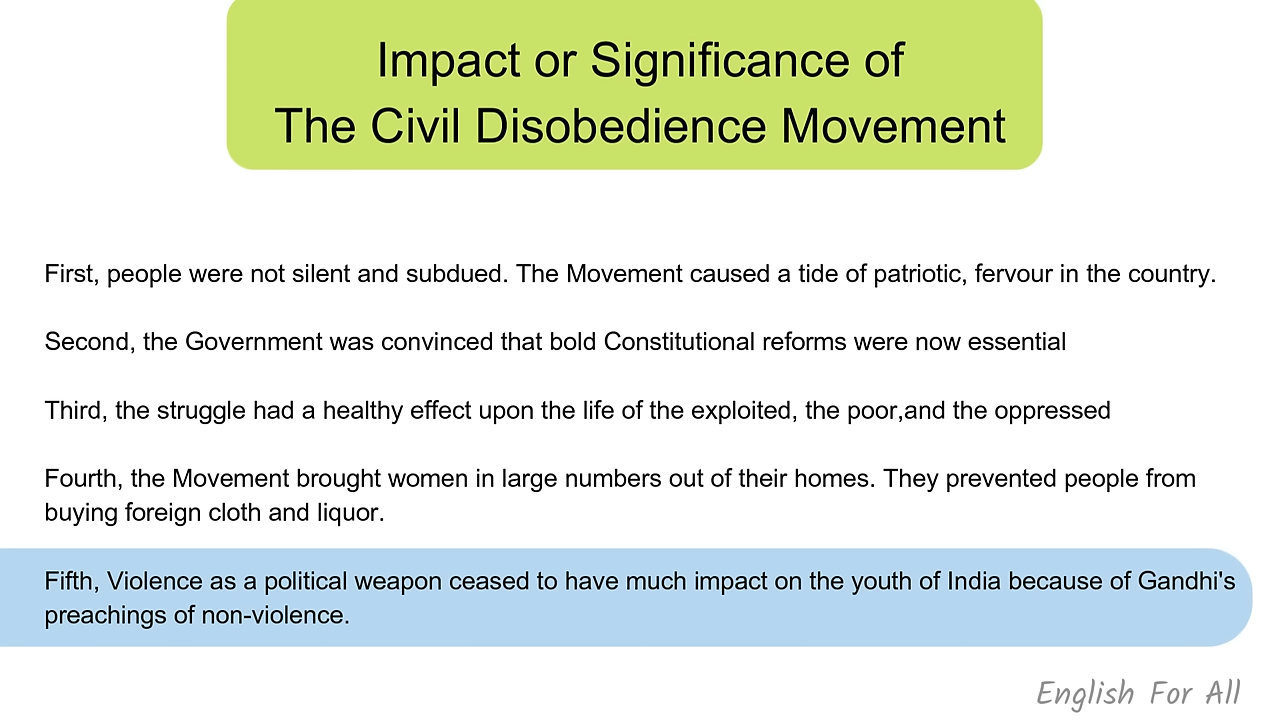 Impact or Significance of
The Civil Disobedience Movement
First, people were not silent and subdued. The Movement caused a tide of patriotic, fervour in the country.
Second, the Government was convinced that bold Constitutional reforms were now essential
Third, the struggle had a healthy effect upon the life of the exploited, the poor,and the oppressed
Fourth, the Movement brought women in large numbers out of their homes. They prevented people from
buying foreign cloth and liquor.
Fifth, Violence as a political weapon ceased to have much impact on the youth of India because of Gandhi's
preachings of non-violence.
English For All